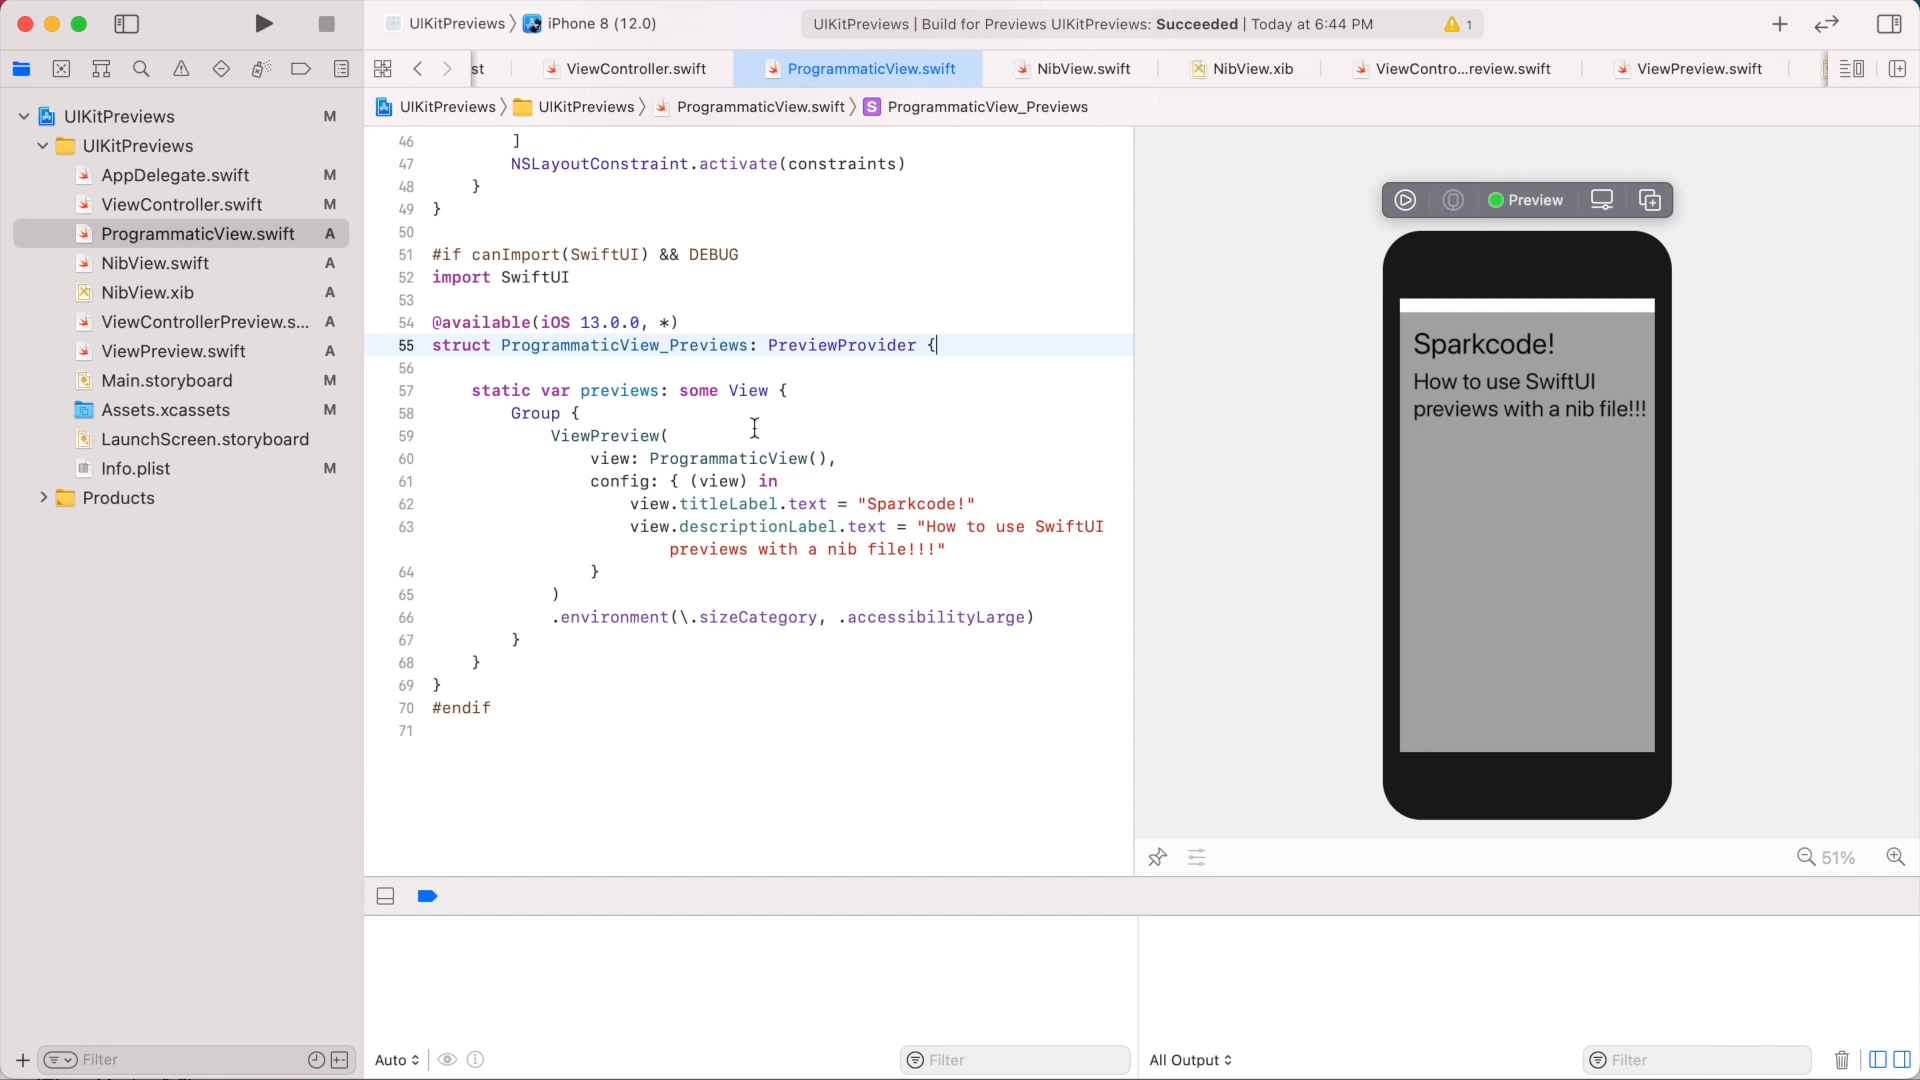 UIKitPreviews 〉 iPhone 8 (12.0)
UIKitPreviews | Build for Previews UIKitPreviews: Succeeded | Today at 6:44 PM
1
st
ViewController.swift
ProgrammaticView.swift
NibView.swift
NibView.xib
ViewContro...review.swift
ViewPreview.swift
UIKitPreviews 〉 UIKitPreviews 〉 ProgrammaticView.swift 〉 S ProgrammaticView_Previews
UIKitPreviews M
UIKitPreviews
AppDelegate.swift M
ViewController.swift M
ProgrammaticView.swift A
NibView.swift A
NibView.xib A
ViewControllerPreview.s... A
ViewPreview.swift A
Main.storyboard M
Assets.xcassets M
LaunchScreen.storyboard
Info.plist M
Products
46 ]
47 NSLayoutConstraint.activate(constraints)
48 }
49 }
50
51 #if canImport(SwiftUI) && DEBUG
52 import SwiftUI
53
54 @available(iOS 13.0.0, *)
55 struct ProgrammaticView_Previews: PreviewProvider {
56
57 static var previews: some View {
58 Group {
59 ViewPreview(
60 view: ProgrammaticView(),
61 config: { (view) in
62 view.titleLabel.text = "Sparkcode!"
63 view.descriptionLabel.text = "How to use SwiftUI
previews with a nib file!!!"
64 }
65 )
66 .environment(\.sizeCategory, .accessibilityLarge)
67 }
68 }
69 }
70 #endif
71
Preview
Sparkcode!
How to use SwiftUI
previews with a nib file!!!
51%
Filter
Auto
Filter
All Output
Filter